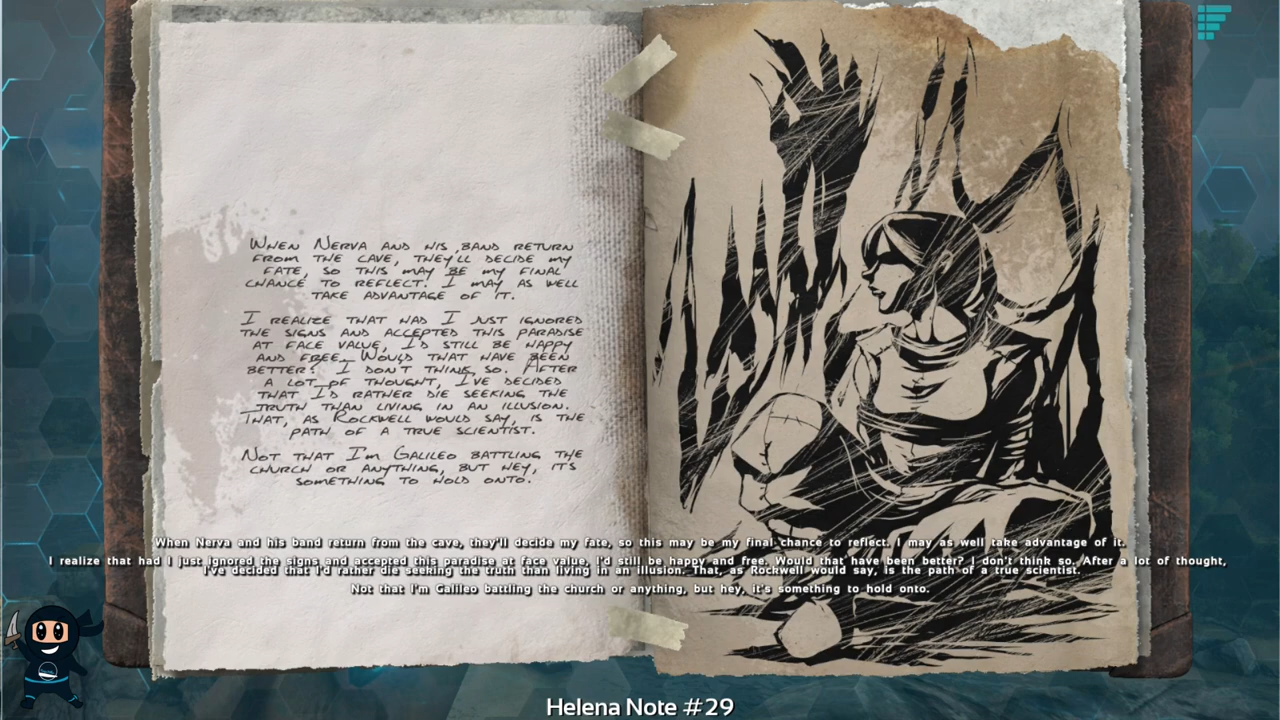 WHEN NERVA AND HIS BAND RETURN
FROM THE CAVE, THEY'LL DECIDE MY
FATE, SO THIS MAY BE MY FINAL
CHANCE TO REFLECT. I MAY AS WELL
TAKE ADVANTAGE OF IT.
I REALIZE THAT HAD I JUST IGNORED
THE SIGNS AND ACCEPTED THIS PARADISE
AT FACE VALUE, I'D STILL BE HAPPY
AND FREE. WOULD THAT HAVE BEEN
BETTER? I DON'T THINK SO. AFTER
A LOT OF THOUGHT, I'VE DECIDED
THAT I'D RATHER DIE SEEKING THE
TRUTH THAN LIVING IN AN ILLUSION.
THAT, AS ROCKWELL WOULD SAY, IS THE
PATH OF A TRUE SCIENTIST.
NOT THAT I'M GALILEO BATTLING THE
CHURCH OR ANYTHING, BUT HEY, IT'S
SOMETHING TO HOLD ONTO.
When Nerva and his band return from the cave, they'll decide my fate, so this may be my final chance to reflect. I may as well take advantage of it.
I realize that had I just ignored the signs and accepted this paradise at face value, I'd still be happy and free. Would that have been better? I don't think so. After a lot of thought,
I've decided that I'd rather die seeking the truth than living in an illusion. That, as Rockwell would say, is the path of a true scientist.
Not that I'm Galileo battling the church or anything, but hey, it's something to hold onto.
Helena Note #29